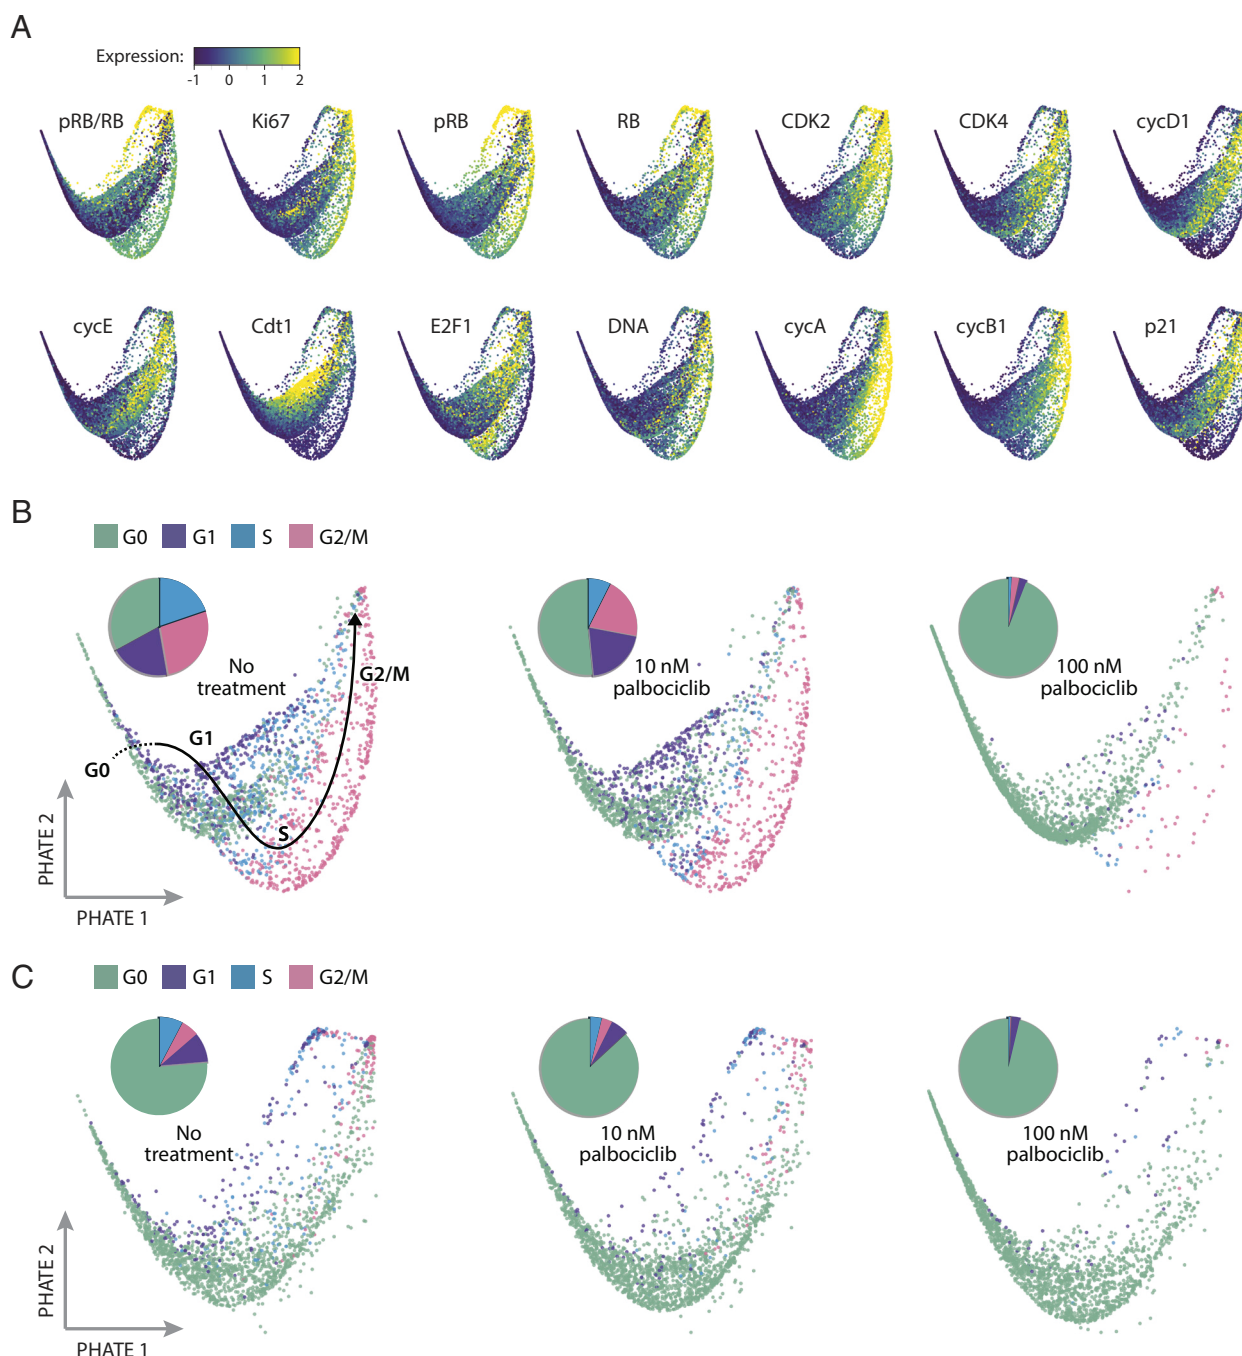 A
Expression:
-1 0 1 2
pRB/RB Ki67 pRB RB CDK2 CDK4 cycD1
cycE Cdt1 E2F1 DNA cycA cycB1 p21
B
G0 G1 S G2/M
No treatment
10 nM palbociclib
100 nM palbociclib
G2/M
G1
G0
S
PHATE 2
PHATE 1
C
G0 G1 S G2/M
No treatment
10 nM palbociclib
100 nM palbociclib
PHATE 2
PHATE 1